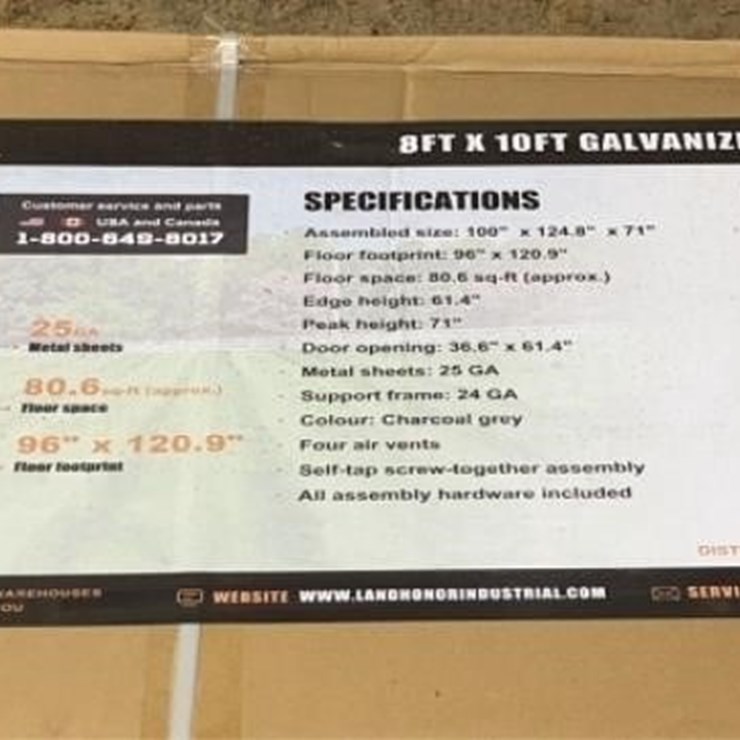 8FT X 10FT GALVANIZ
Customer service and parts
USA and Canada
1-800-649-8017
25GA
Metal sheets
80.6sq-ft (approx.)
Floor space
96" x 120.9"
Floor footprint
SPECIFICATIONS
Assembled size: 100" x 124.8" x 71"
Floor footprint: 96" x 120.9"
Floor space: 80.6 sq-ft (approx.)
Edge height: 61.4"
Peak height: 71"
Door opening: 36.6" x 61.4"
Metal sheets: 25 GA
Support frame: 24 GA
Colour: Charcoal grey
Four air vents
Self-tap screw-together assembly
All assembly hardware included
DIST
WAREHOUSES
OU
WEBSITE WWW.LANDHONORINDUSTRIAL.COM
SERVI